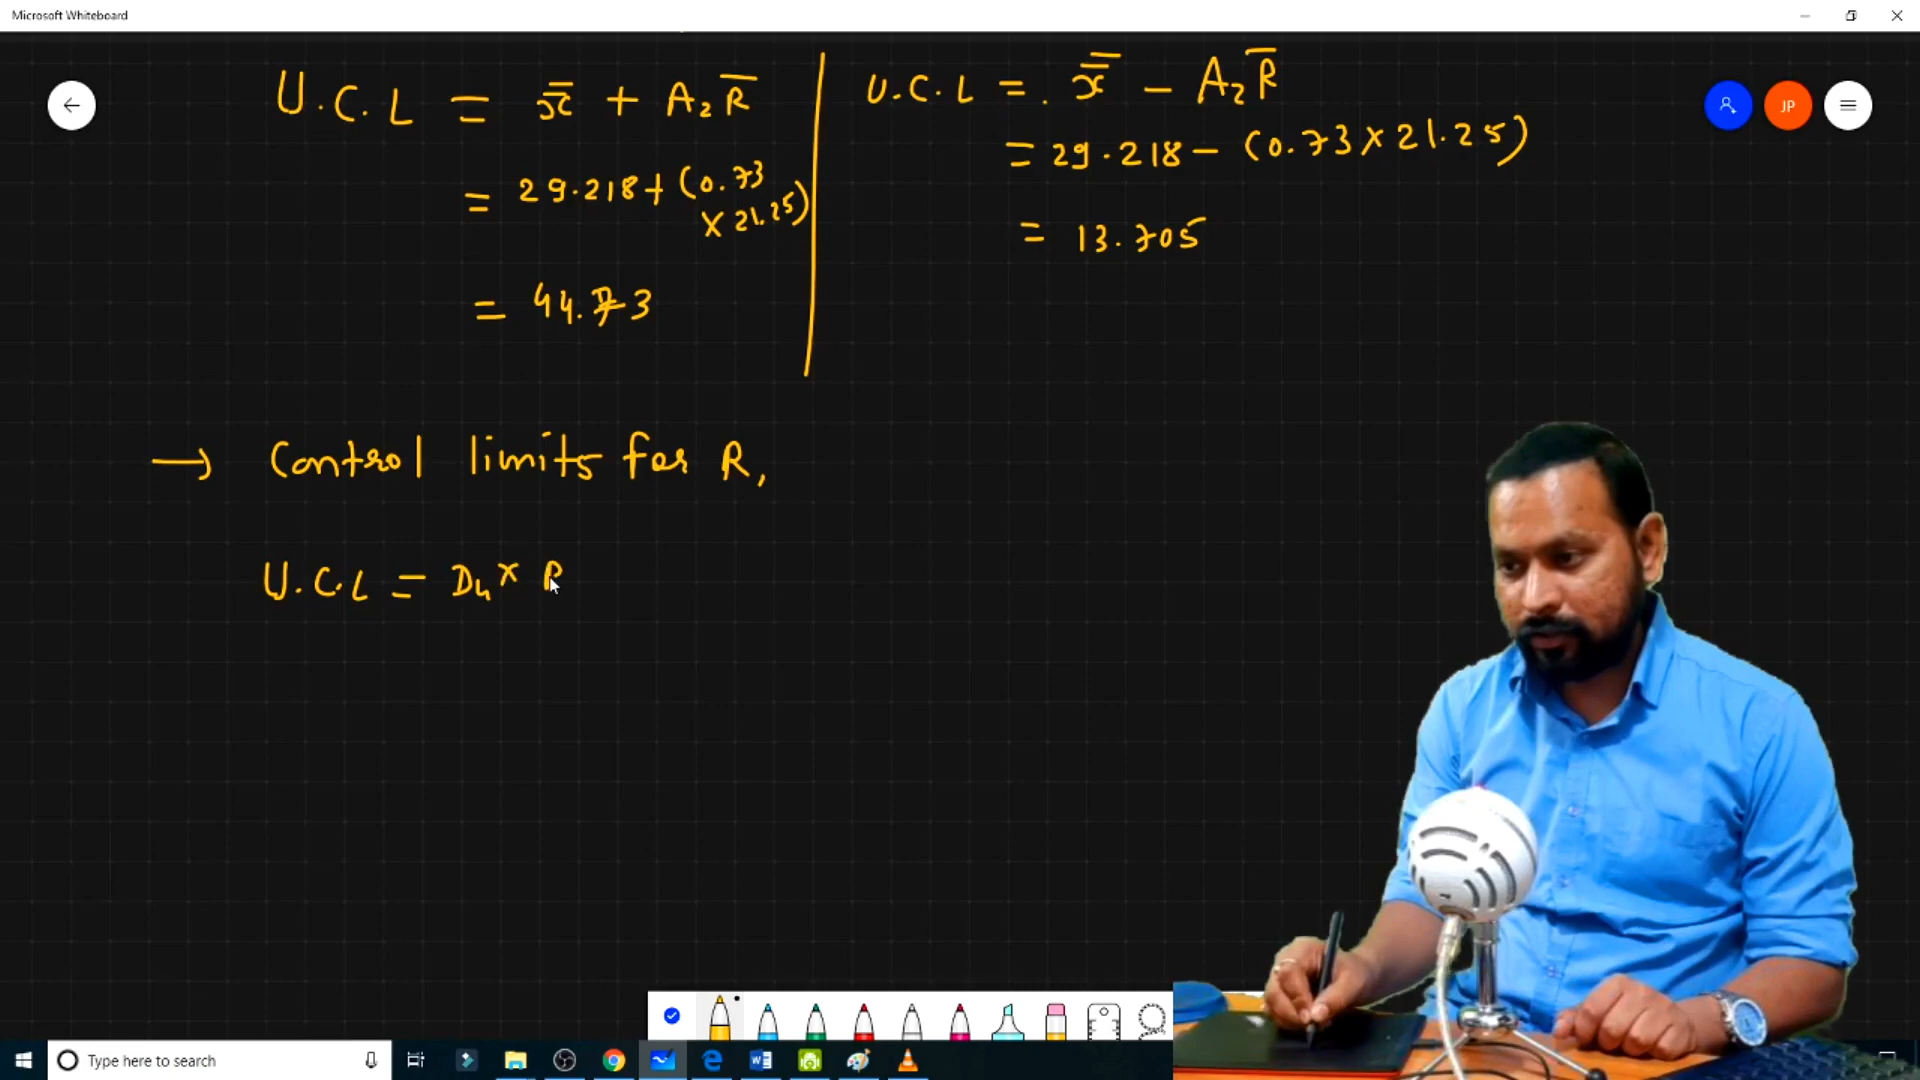 Microsoft Whiteboard
JP
U.C.L = x̿ + A₂R̅
= 29.218 + (0.73
× 21.25)
= 44.73
U.C.L = . x̿ − A₂R̅
= 29.218 − (0.73 × 21.25)
= 13.705
→ Control limits for R,
U.C.L = D₄ × R
Type here to search